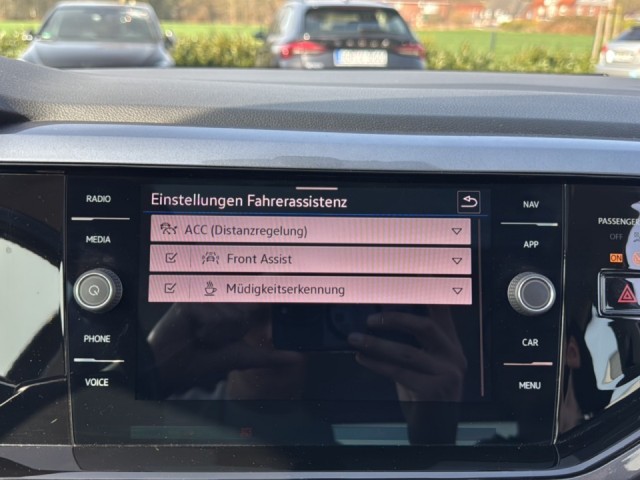 Einstellungen Fahrerassistenz
ACC (Distanzregelung)
Front Assist
Müdigkeitserkennung
RADIO
MEDIA
PHONE
VOICE
NAV
APP
CAR
MENU
PASSENGER
OFF
ON